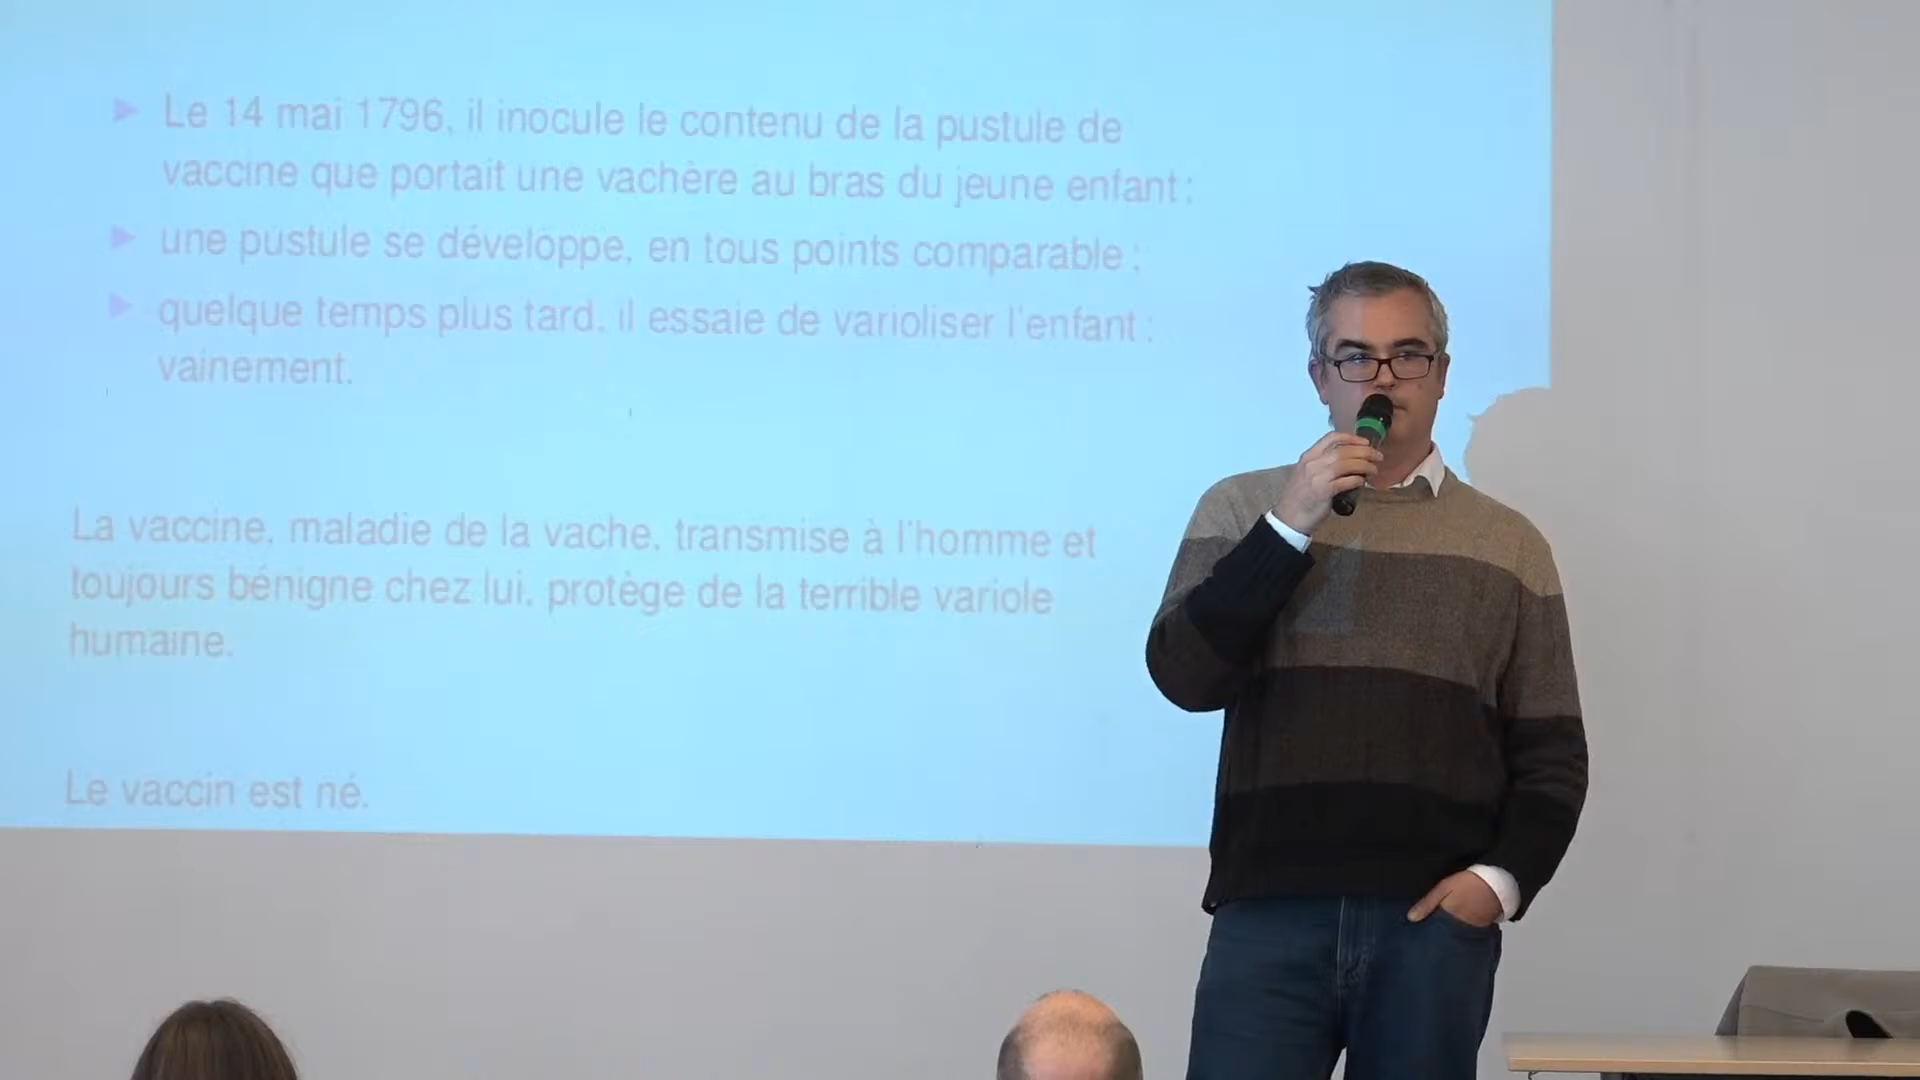 Le 14 mai 1796, il inocule le contenu de la pustule de
vaccine que portait une vachère au bras du jeune enfant ;
une pustule se développe, en tous points comparable ;
quelque temps plus tard, il essaie de varioliser l'enfant ;
vainement.
La vaccine, maladie de la vache, transmise à l'homme et
toujours bénigne chez lui, protège de la terrible variole
humaine.
Le vaccin est né.